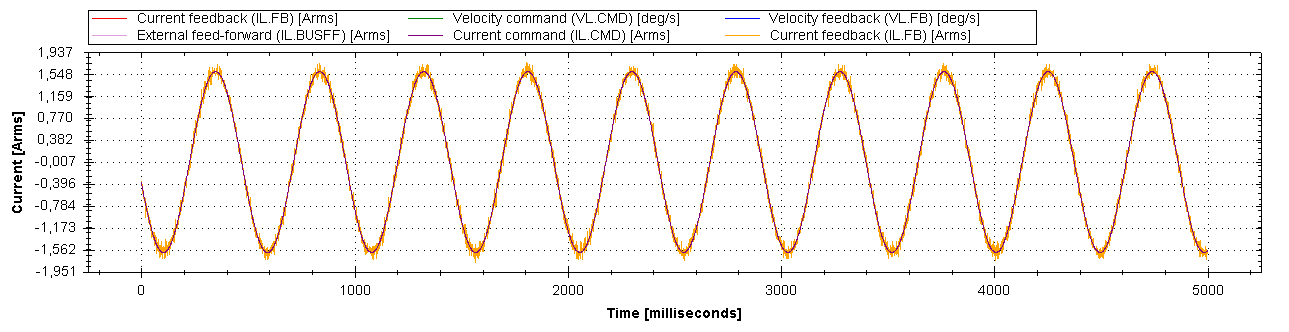 Current feedback (IL.FB) [Arms] Velocity command (VL.CMD) [deg/s] Velocity feedback (VL.FB) [deg/s]
External feed-forward (IL.BUSFF) [Arms] Current command (IL.CMD) [Arms] Current feedback (IL.FB) [Arms]
1,937
1,548
1,159
0,770
0,382
-0,007
-0,396
-0,784
-1,173
-1,562
-1,951
Current [Arms]
0 1000 2000 3000 4000 5000
Time [milliseconds]